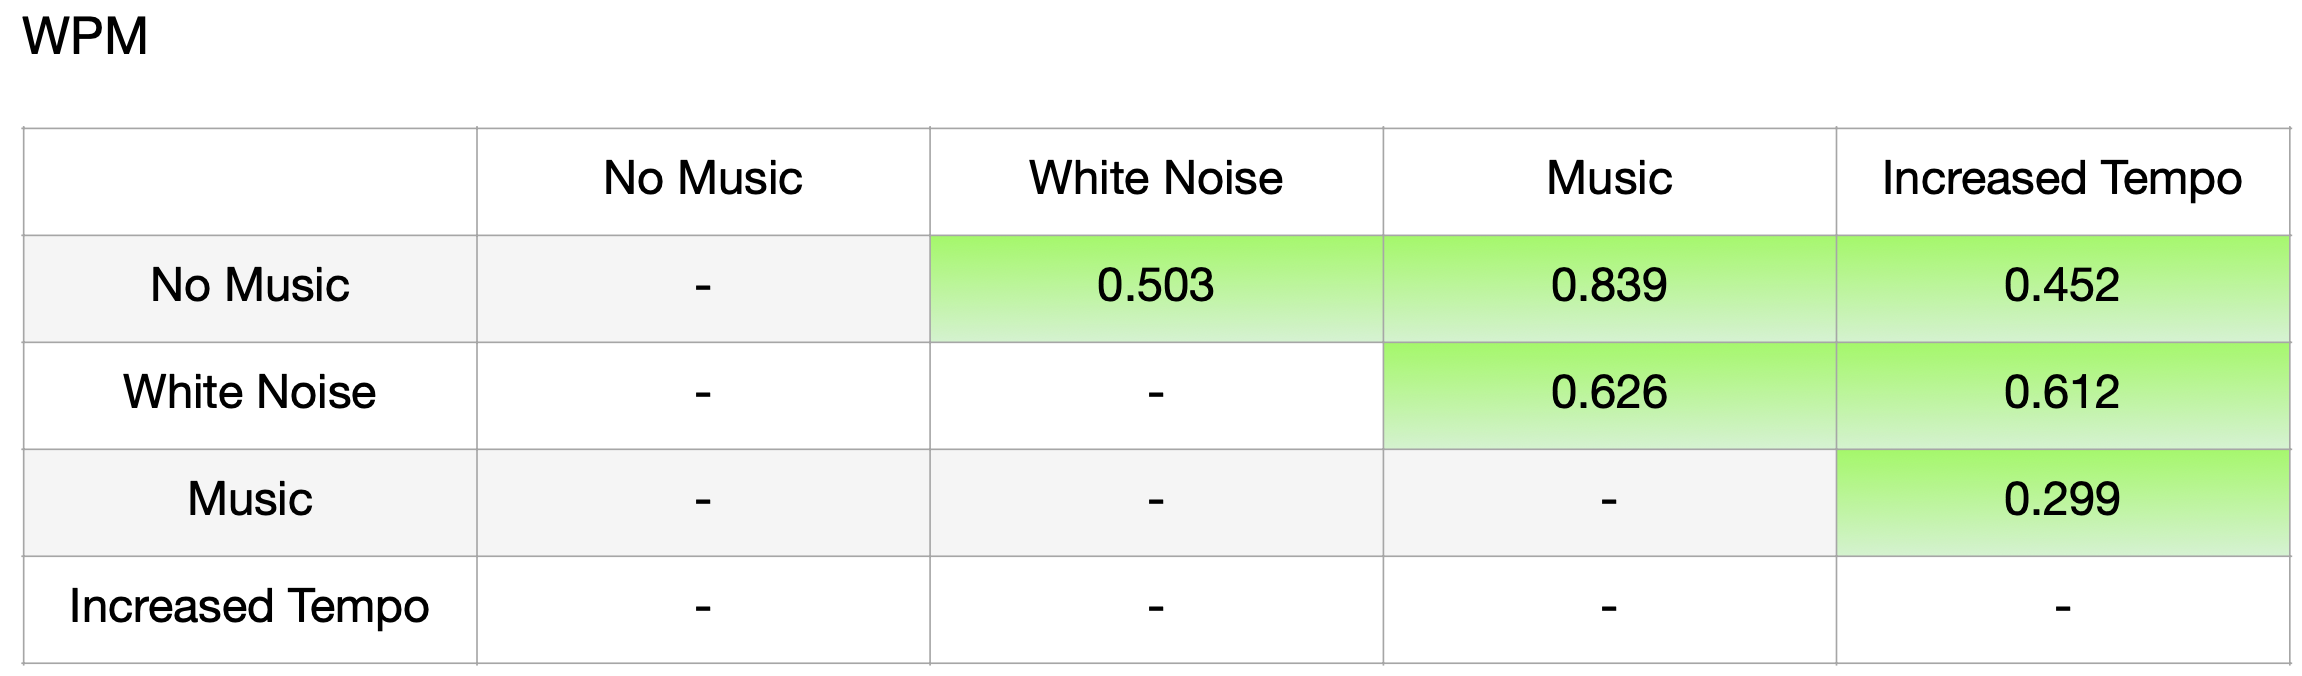 WPM
No Music White Noise Music Increased Tempo
No Music - 0.503 0.839 0.452
White Noise - - 0.626 0.612
Music - - - 0.299
Increased Tempo - - - -